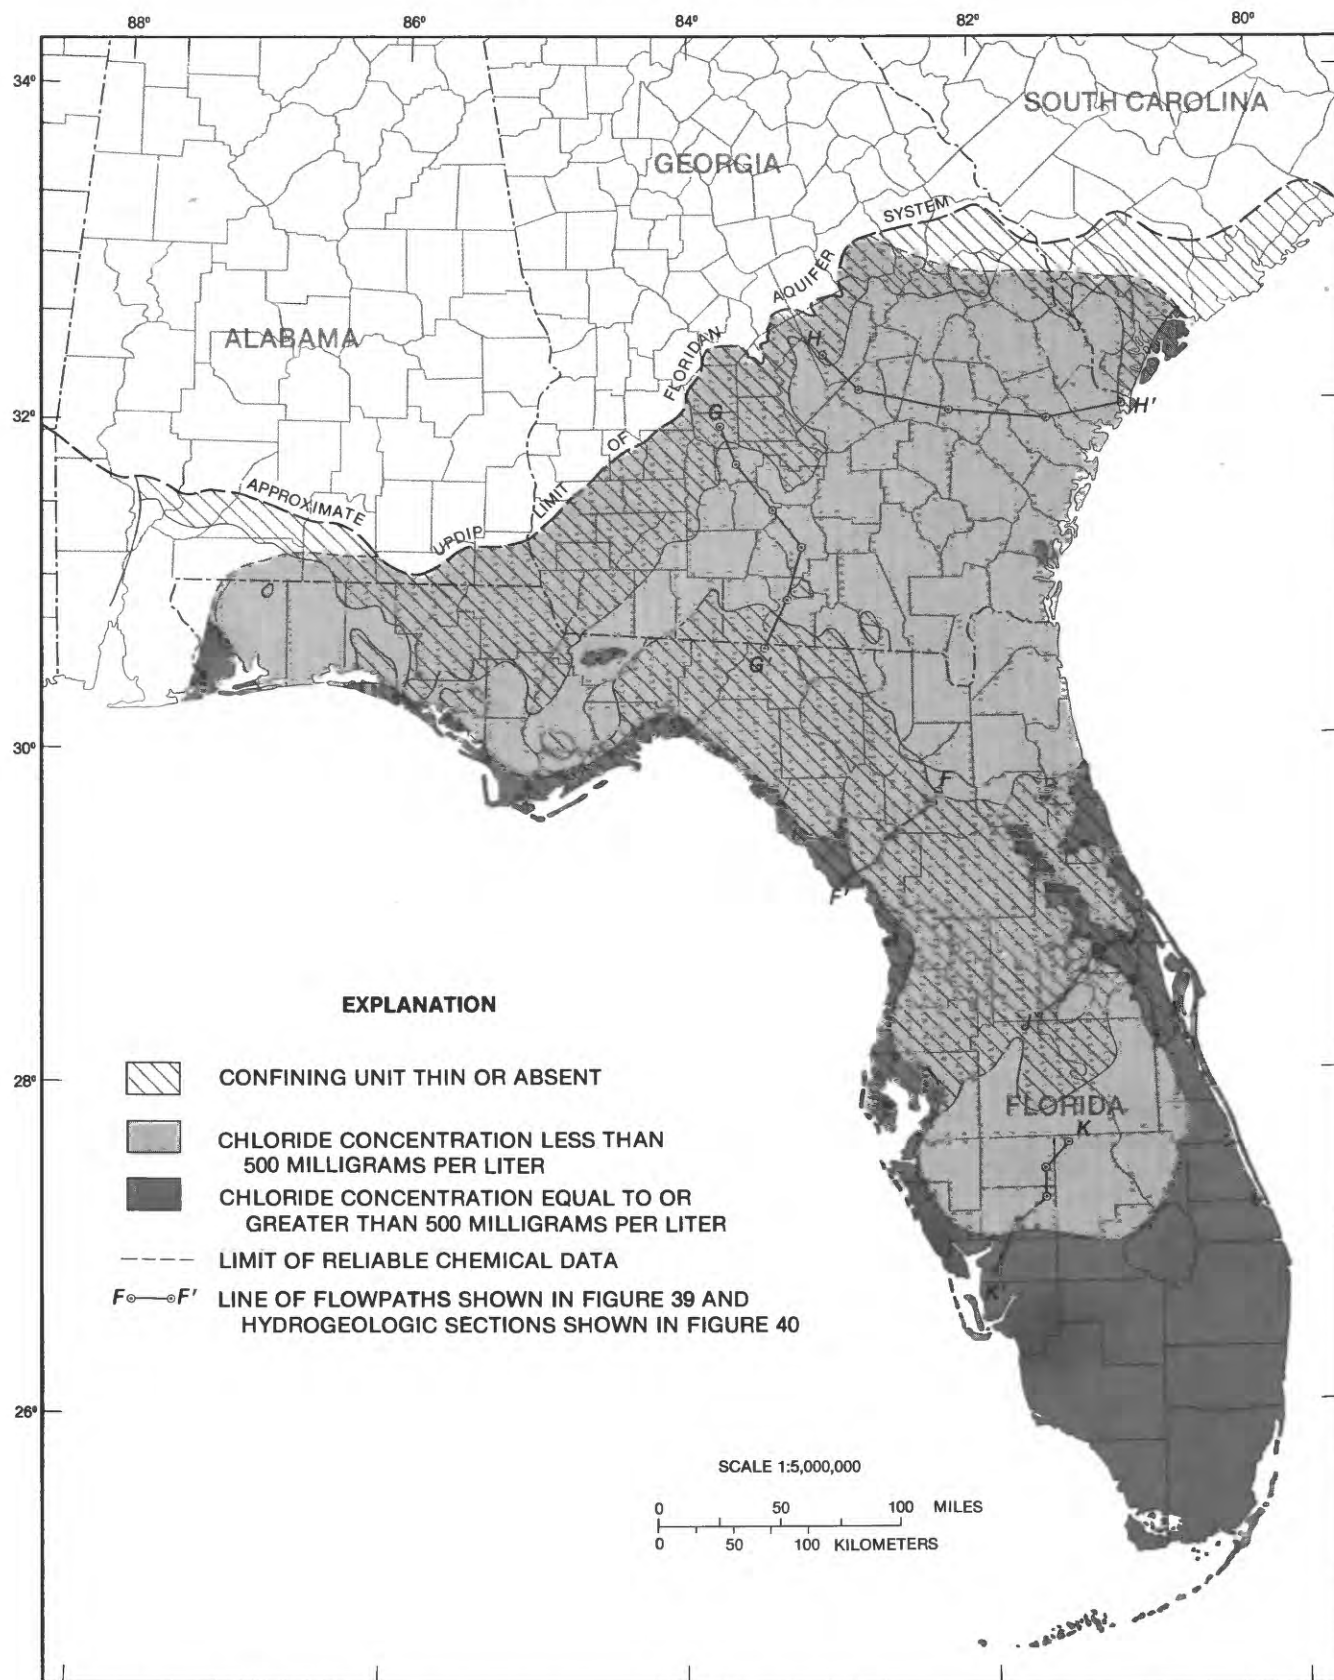 88° 86° 84° 82° 80°
34°
SOUTH CAROLINA
GEORGIA
SYSTEM
AQUIFER
ALABAMA
FLORIDAN
H
32°
G
H'
OF
LIMIT
APPROXIMATE
UPDIP
G'
30°
F
F'
J'
EXPLANATION
J
CONFINING UNIT THIN OR ABSENT
28°
FLORIDA
K
CHLORIDE CONCENTRATION LESS THAN
500 MILLIGRAMS PER LITER
CHLORIDE CONCENTRATION EQUAL TO OR
GREATER THAN 500 MILLIGRAMS PER LITER
LIMIT OF RELIABLE CHEMICAL DATA
K'
F F' LINE OF FLOWPATHS SHOWN IN FIGURE 39 AND
HYDROGEOLOGIC SECTIONS SHOWN IN FIGURE 40
26°
SCALE 1:5,000,000
0 50 100 MILES
0 50 100 KILOMETERS